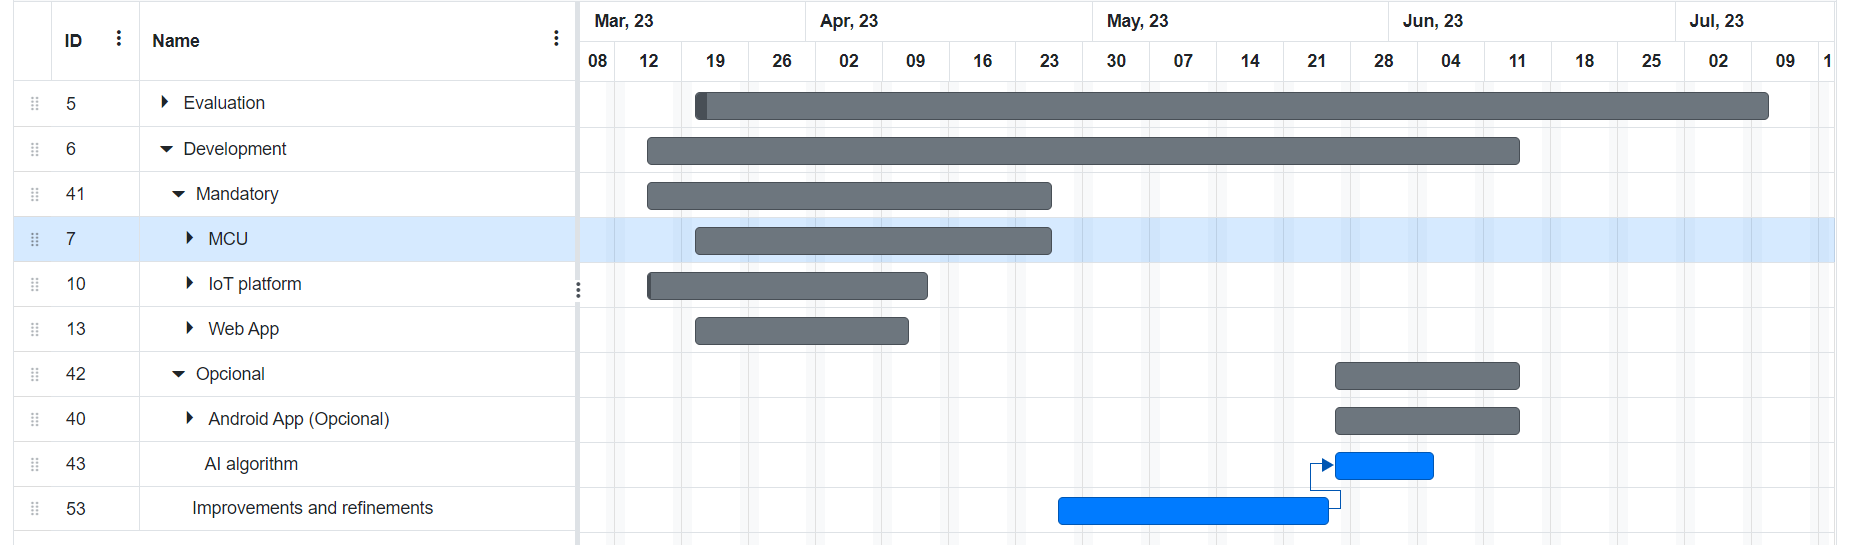 ID Name Mar, 23 Apr, 23 May, 23 Jun, 23 Jul, 23
08 12 19 26 02 09 16 23 30 07 14 21 28 04 11 18 25 02 09 1
5 Evaluation
6 Development
41 Mandatory
7 MCU
10 IoT platform
13 Web App
42 Opcional
40 Android App (Opcional)
43 AI algorithm
53 Improvements and refinements